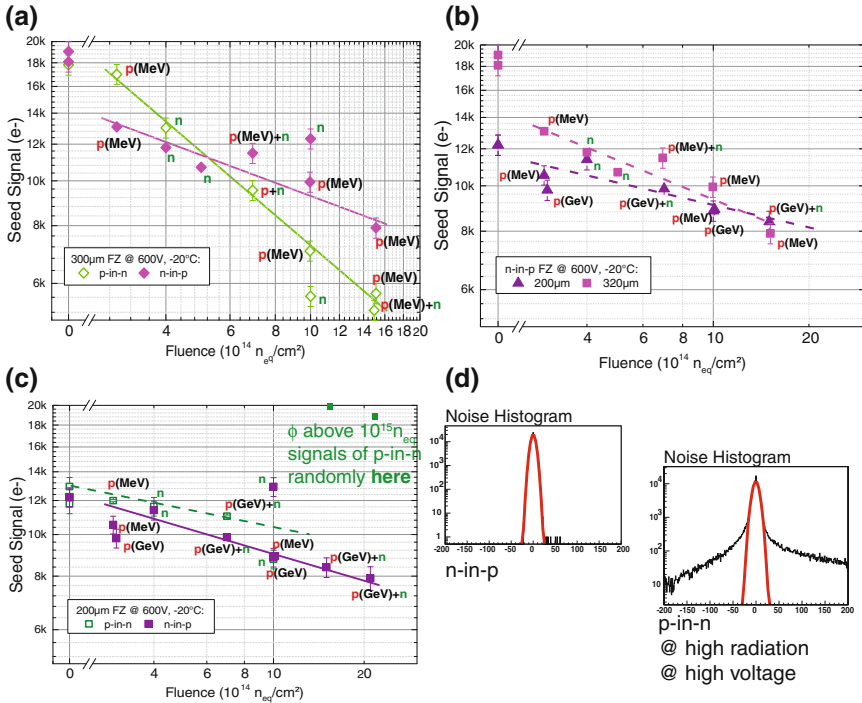 (a)
20k
18k
16k
14k
12k
10k
8k
6k
Seed Signal (e-)
p(MeV)
n
p(MeV)
n
n
p(MeV)+n
n
p+n
p(MeV)
p(MeV)
n
p(MeV)
p(MeV)+n
300µm FZ @ 600V, -20°C:
p-in-n n-in-p
0 4 6 8 10 12 14 16 18 20
Fluence (10^14 n_eq/cm²)
(b)
20k
18k
16k
14k
12k
10k
8k
6k
Seed Signal (e-)
p(MeV)
n
n
p(MeV)+n
p(MeV)
p(GeV)
p(GeV)+n
p(MeV)
p(MeV)
p(GeV)
p(GeV)+n
p(MeV)
n-in-p FZ @ 600V, -20°C:
200µm 320µm
0 4 6 8 10 20
Fluence (10^14 n_eq/cm²)
(c)
20k
18k
16k
14k
12k
10k
8k
6k
Seed Signal (e-)
ϕ above 10^15n_eq
signals of p-in-n
randomly here
p(MeV)
n
n
p(GeV)+n
p(MeV)
p(GeV)
p(GeV)+n
p(MeV)
p(GeV)
p(GeV)+n
p(GeV)+n
200µm FZ @ 600V, -20°C:
p-in-n n-in-p
0 4 6 8 10 20
Fluence (10^14 n_eq/cm²)
(d)
Noise Histogram
10^4
10^3
10^2
10
1
-200 -150 -100 -50 0 50 100 150 200
n-in-p
Noise Histogram
10^4
10^3
10^2
10
-200 -150 -100 -50 0 50 100 150 200
p-in-n
@ high radiation
@ high voltage